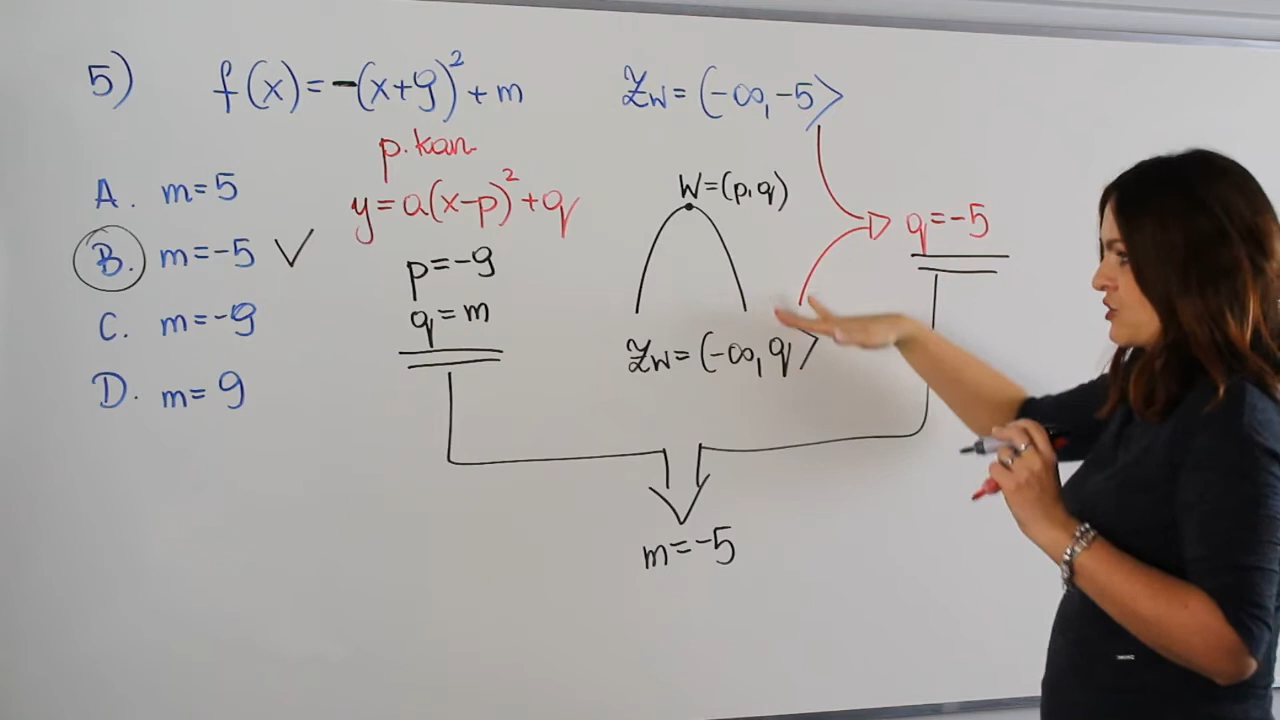 5) f(x)=-(x+9)²+m
Zw=(-∞,-5>
p. kan
y=a(x-p)²+q
p=-9
q=m
A. m=5
B. m=-5 ✓
C. m=-9
D. m=9
W=(p,q)
Zw=(-∞,q>
q=-5
m=-5